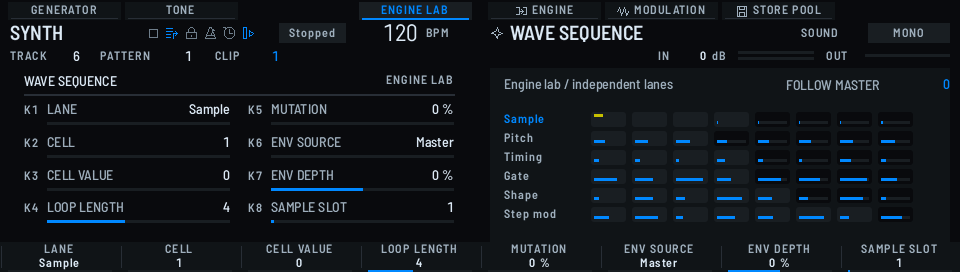 GENERATOR TONE ENGINE LAB ENGINE MODULATION STORE POOL
SYNTH Stopped 120 BPM WAVE SEQUENCE SOUND MONO
TRACK 6 PATTERN 1 CLIP 1 IN 0 dB OUT
WAVE SEQUENCE ENGINE LAB
Engine lab / independent lanes FOLLOW MASTER 0
K1 LANE Sample K5 MUTATION 0 %
K2 CELL 1 K6 ENV SOURCE Master
K3 CELL VALUE 0 K7 ENV DEPTH 0 %
K4 LOOP LENGTH 4 K8 SAMPLE SLOT 1
Sample
Pitch
Timing
Gate
Shape
Step mod
LANE CELL CELL VALUE LOOP LENGTH MUTATION ENV SOURCE ENV DEPTH SAMPLE SLOT
Sample 1 0 4 0 % Master 0 % 1